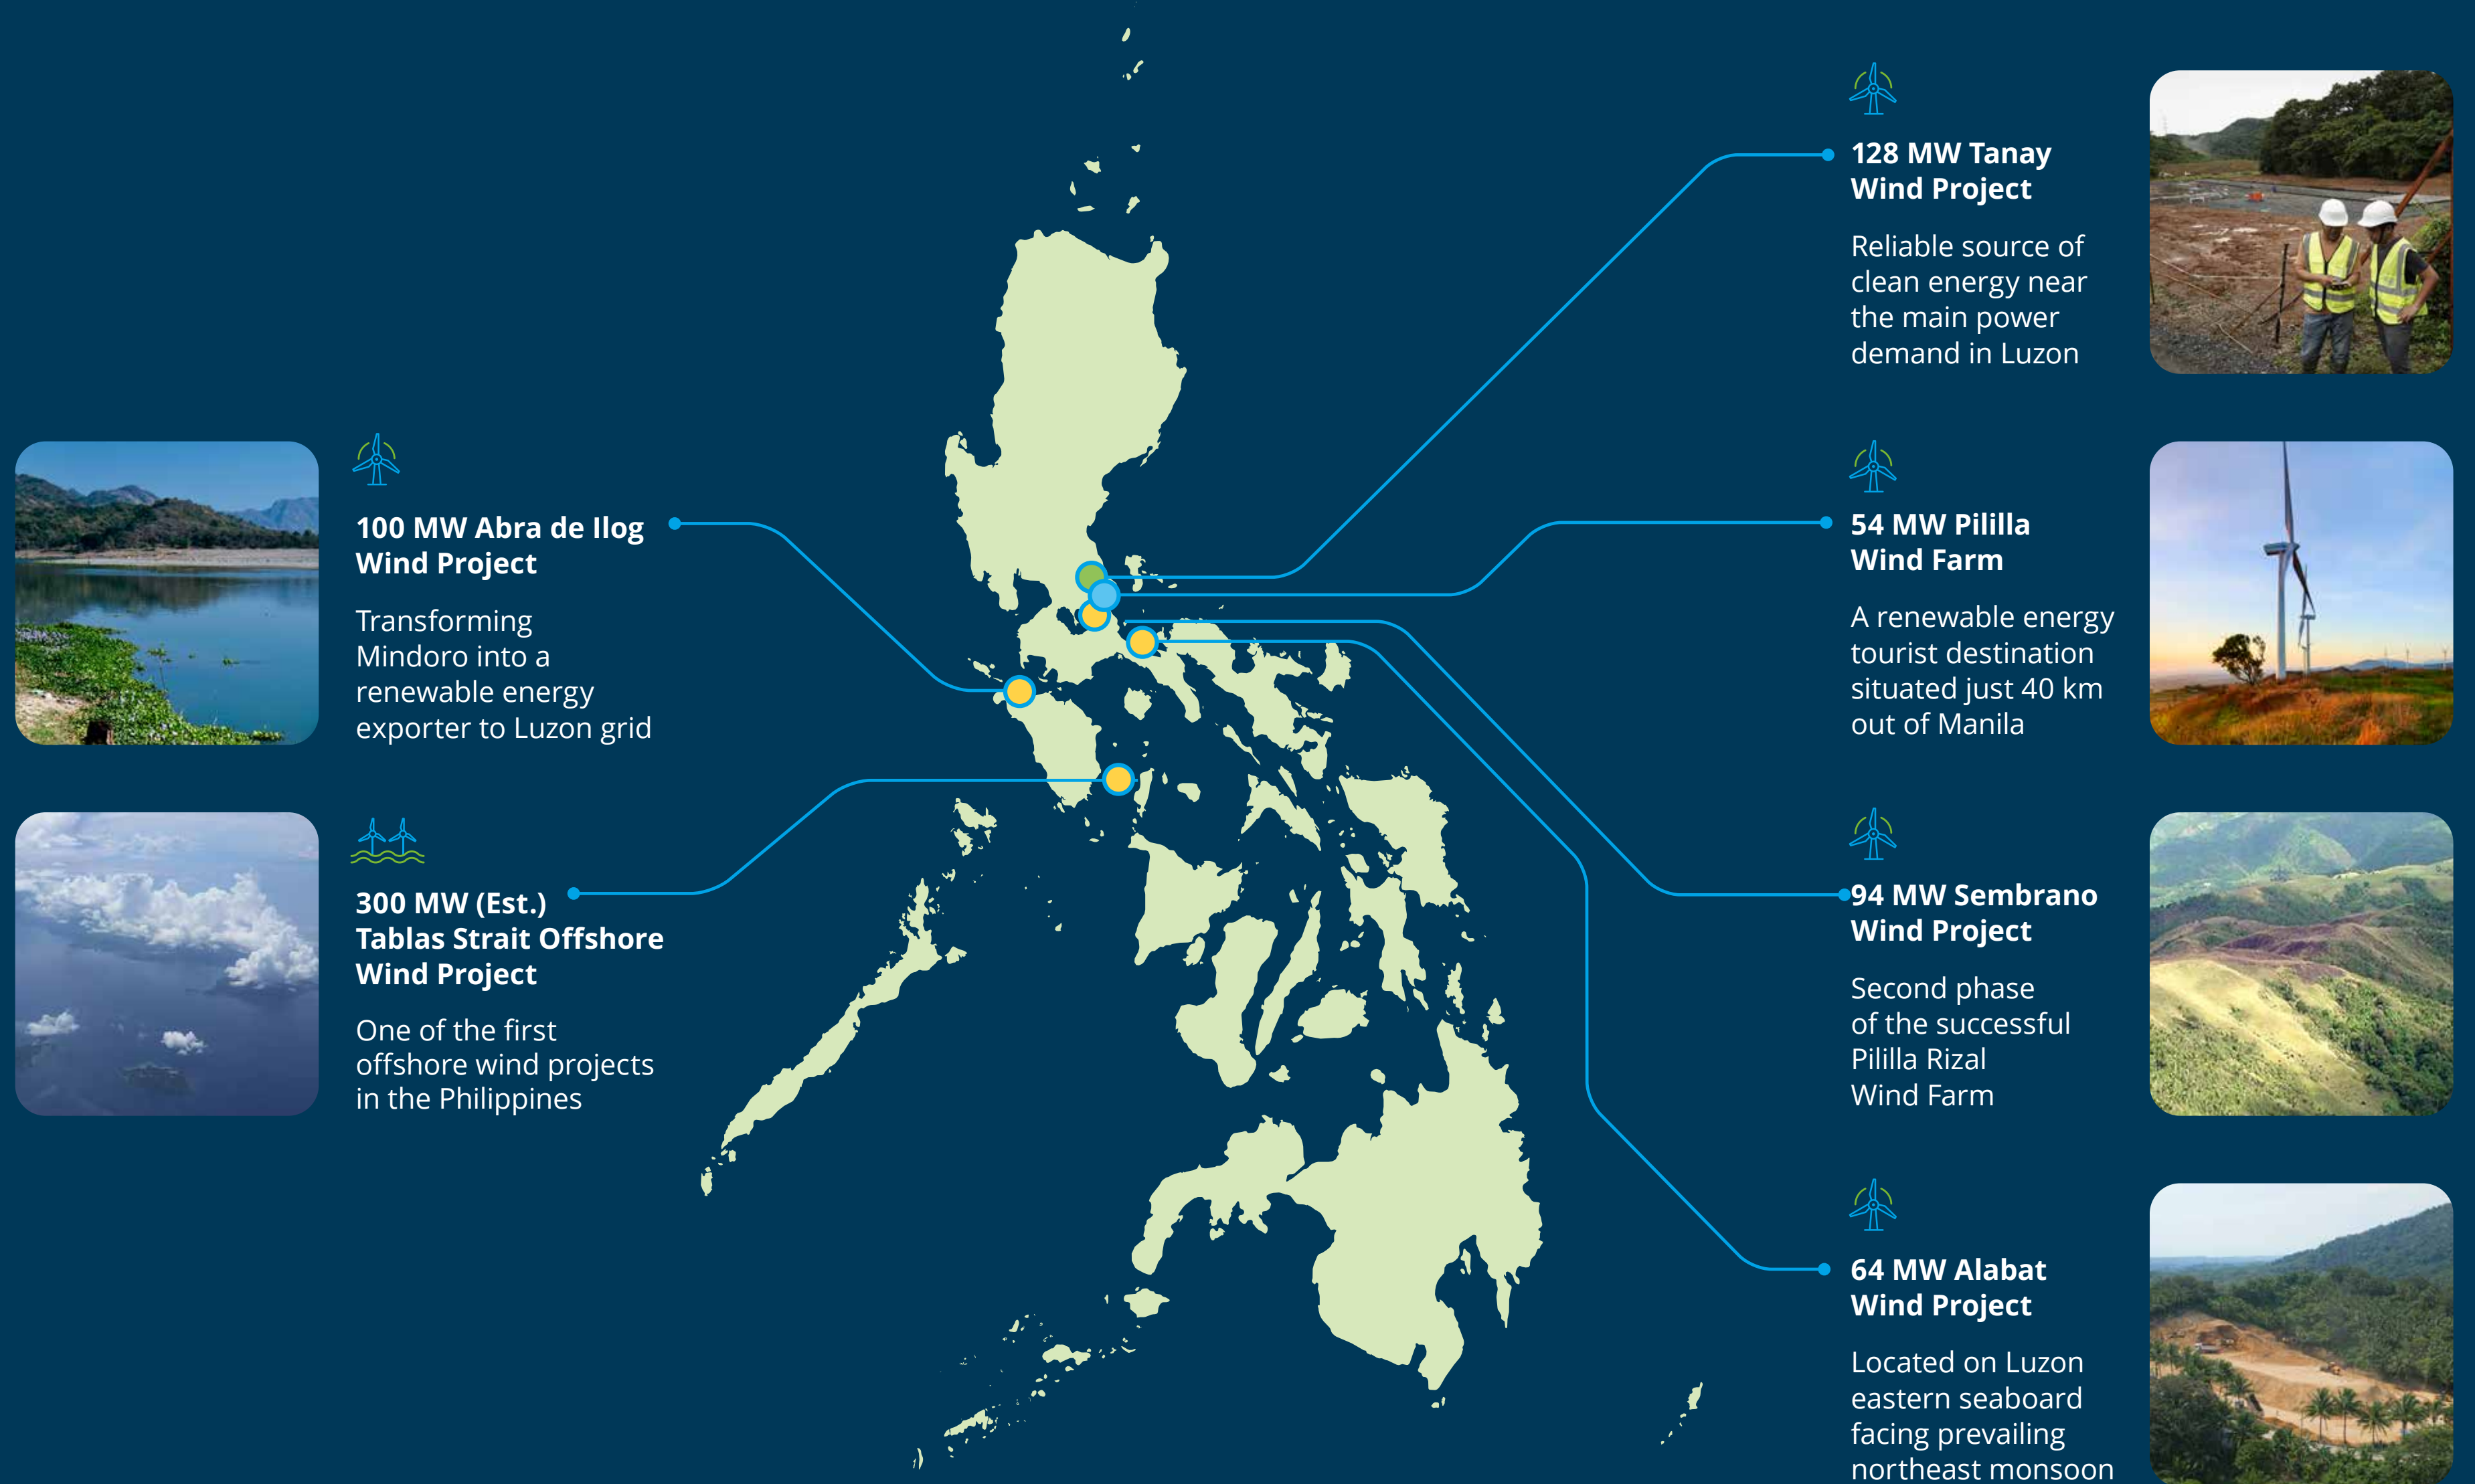 128 MW Tanay
Wind Project
Reliable source of
clean energy near
the main power
demand in Luzon
100 MW Abra de Ilog
Wind Project
Transforming
Mindoro into a
renewable energy
exporter to Luzon grid
54 MW Pililla
Wind Farm
A renewable energy
tourist destination
situated just 40 km
out of Manila
300 MW (Est.)
Tablas Strait Offshore
Wind Project
One of the first
offshore wind projects
in the Philippines
94 MW Sembrano
Wind Project
Second phase
of the successful
Pililla Rizal
Wind Farm
64 MW Alabat
Wind Project
Located on Luzon
eastern seaboard
facing prevailing
northeast monsoon